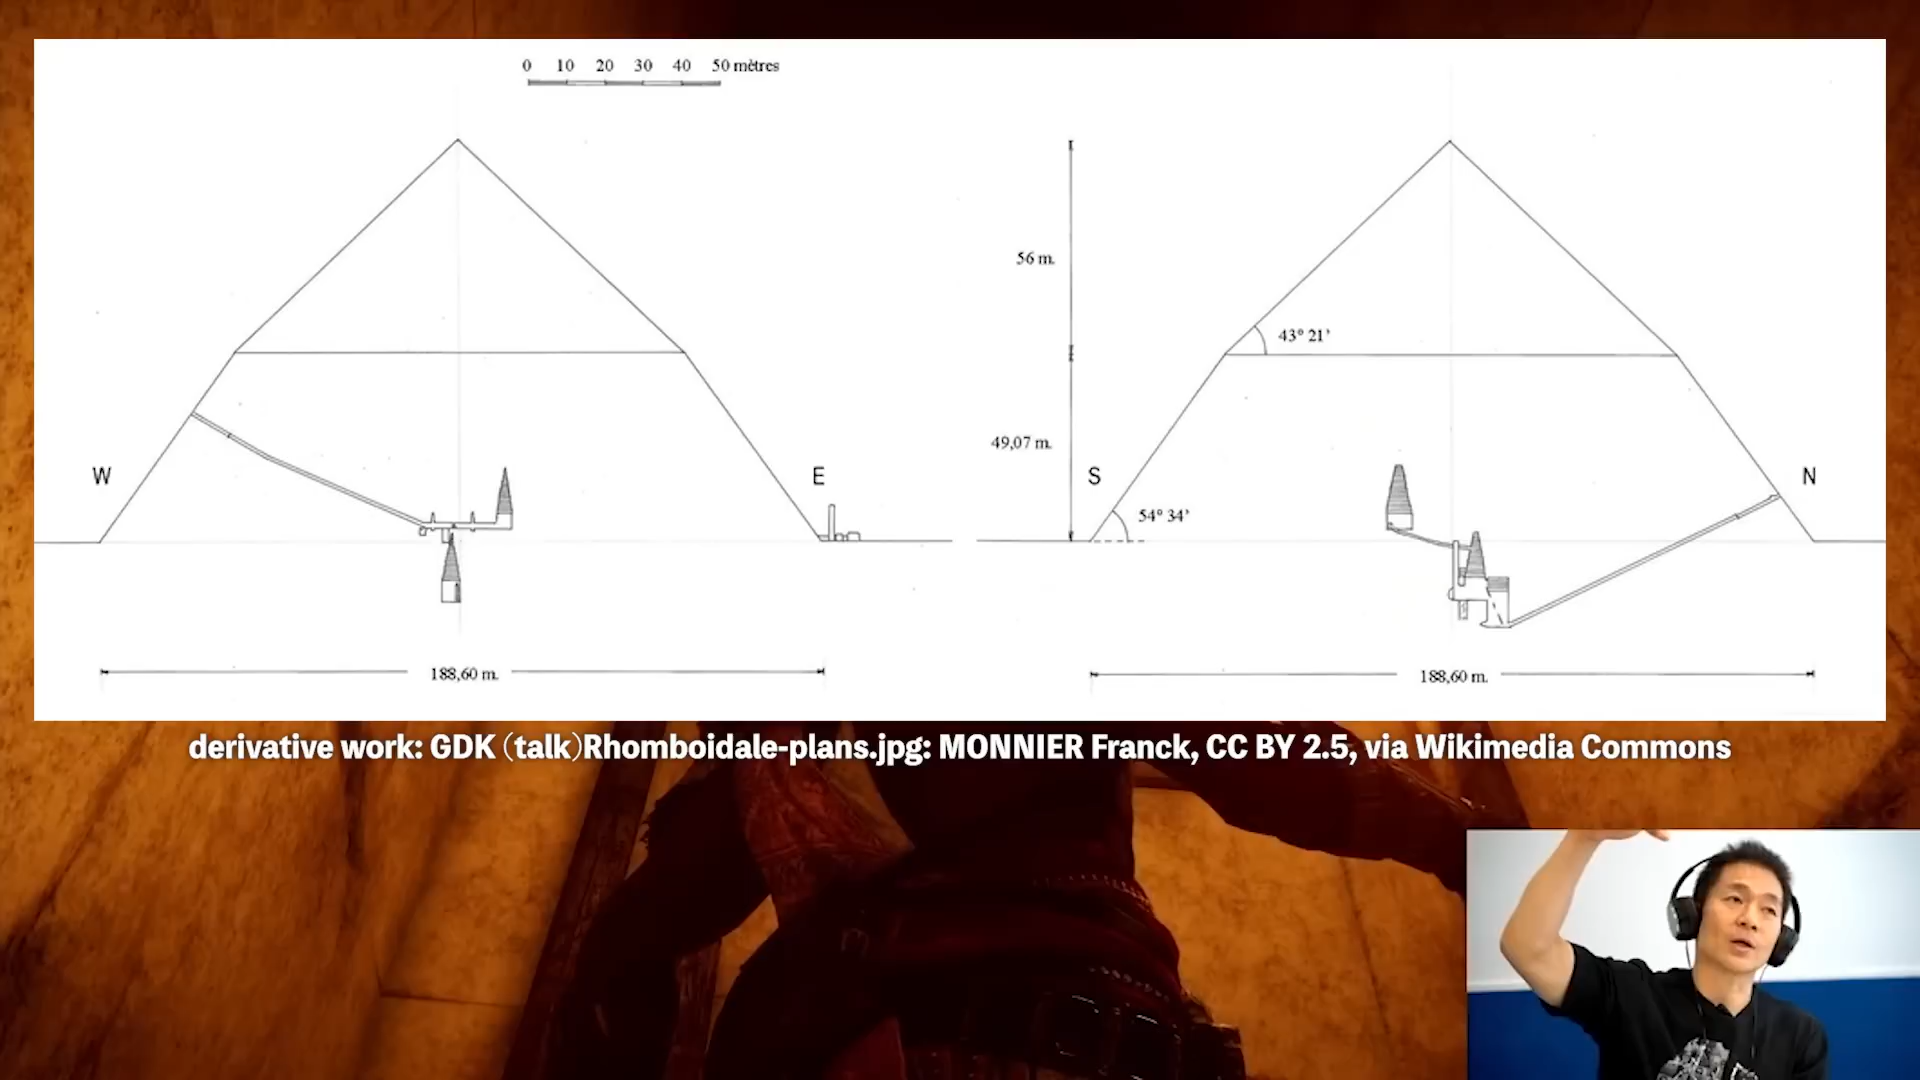 0 10 20 30 40 50 mètres
56 m.
43° 21'
49,07 m.
W
E
S
N
54° 34'
188,60 m.
188,60 m.
derivative work: GDK (talk)Rhomboidale-plans.jpg: MONNIER Franck, CC BY 2.5, via Wikimedia Commons